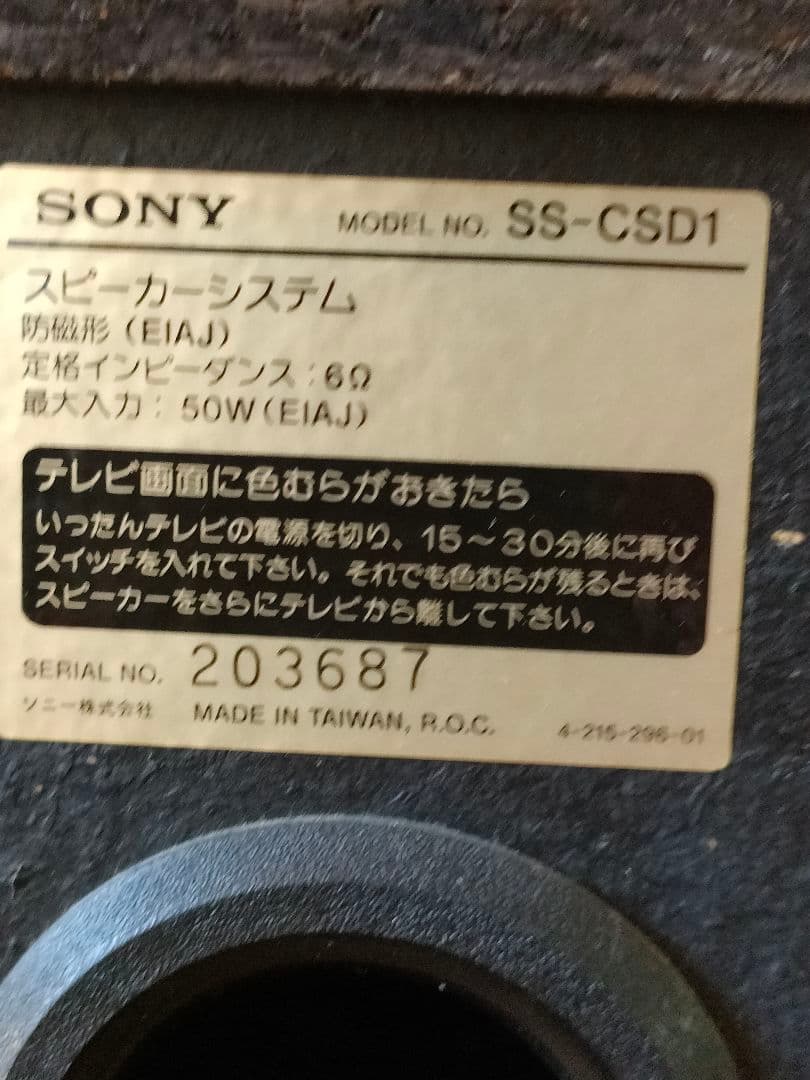 SONY MODEL NO. SS-CSD1
スピーカーシステム
防磁形（EIAJ）
定格インピーダンス：6Ω
最大入力：50W（EIAJ）
テレビ画面に色むらがおきたら
いったんテレビの電源を切り、15～30分後に再び
スイッチを入れて下さい。それでも色むらが残るときは、
スピーカーをさらにテレビから離して下さい。
SERIAL NO. 203687
ソニー株式会社 MADE IN TAIWAN, R.O.C. 4-215-296-01